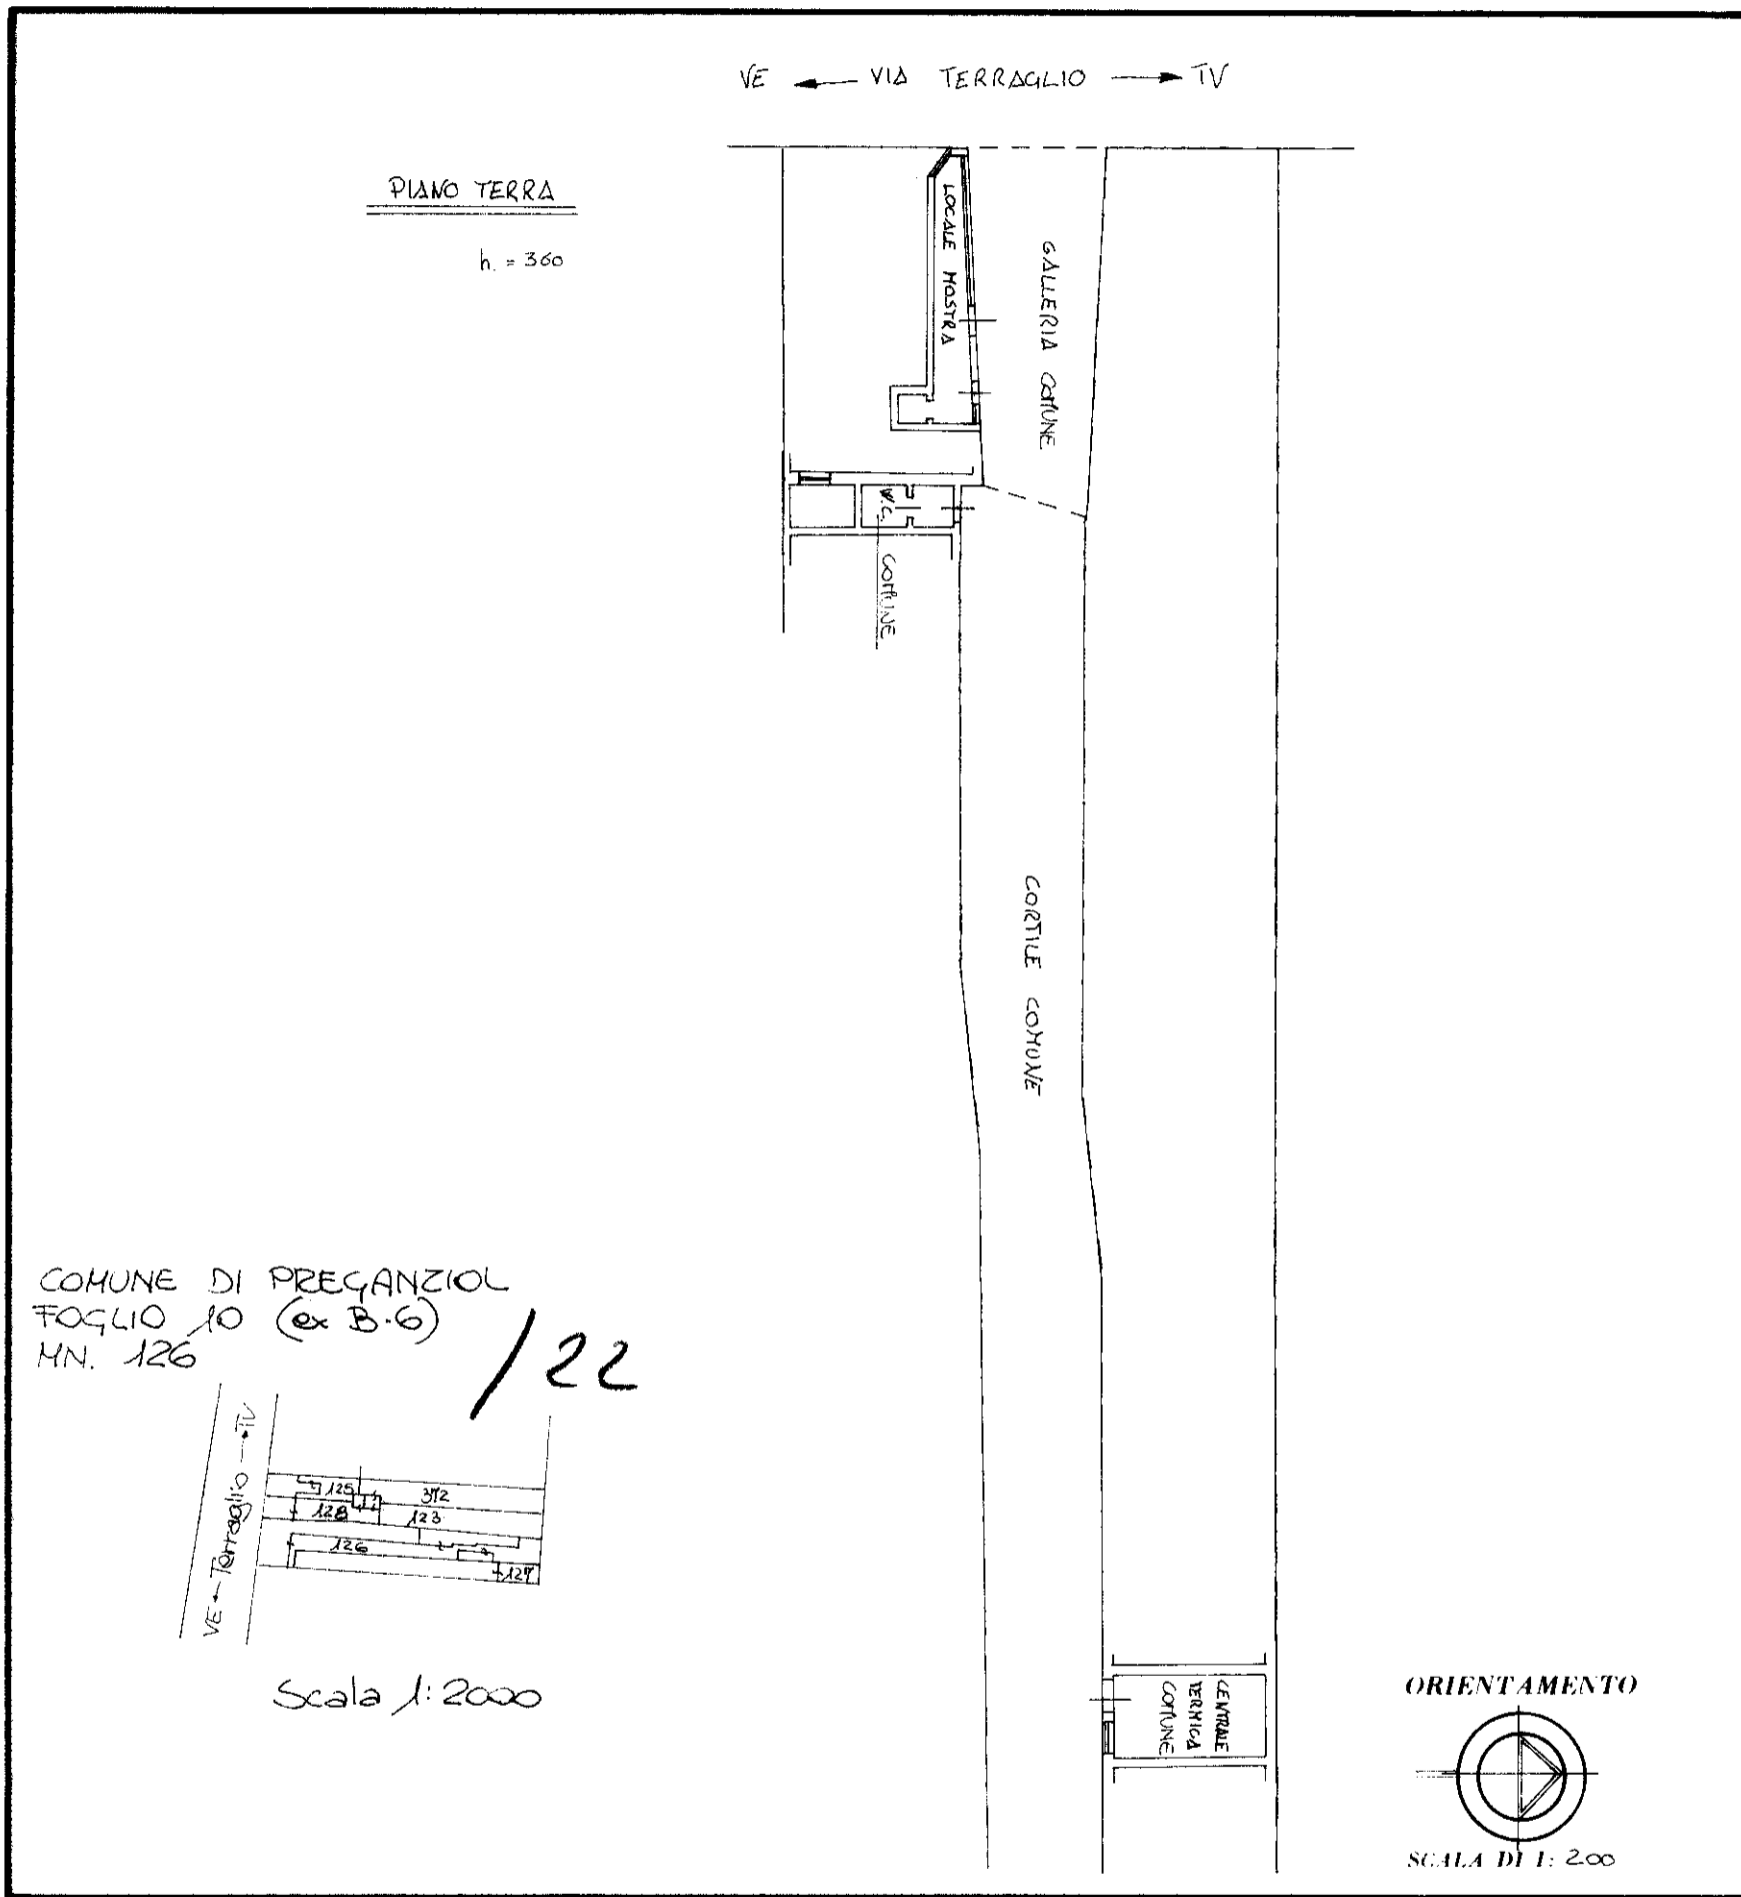 VE ← VIA TERRAGLIO → TV
PIANO TERRA
h. = 360
LOCALE MOSTRA
GALLERIA COMUNE
W.C. COMUNE
CORTILE COMUNE
COMUNE DI PREGANZIOL
FOGLIO 10 (ex B.6)
MN. 126
/22
VE ← Terraglio → TV
125
372
128
123
126
127
Scala 1:2000
CENTRALE
TERMICA
COMUNE
ORIENTAMENTO
SCALA DI 1: 200